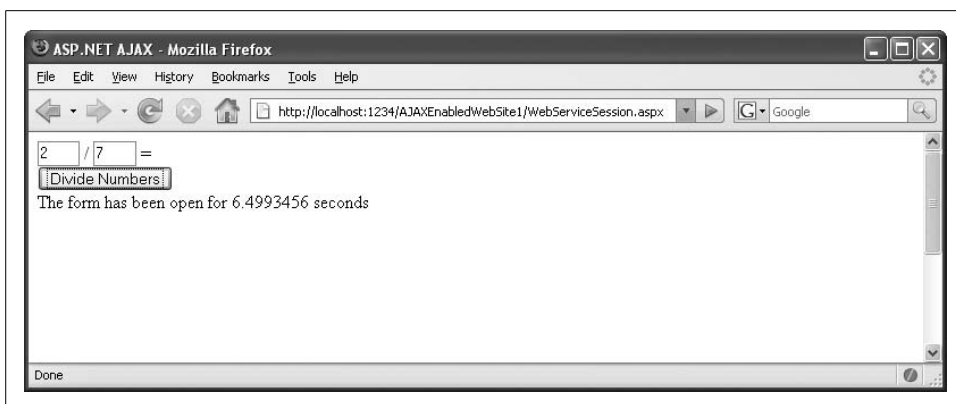 ASP.NET AJAX - Mozilla Firefox
File Edit View History Bookmarks Tools Help
http://localhost:1234/AJAXEnabledWebSite1/WebServiceSession.aspx G Google
2 / 7 =
Divide Numbers
The form has been open for 6.4993456 seconds
Done